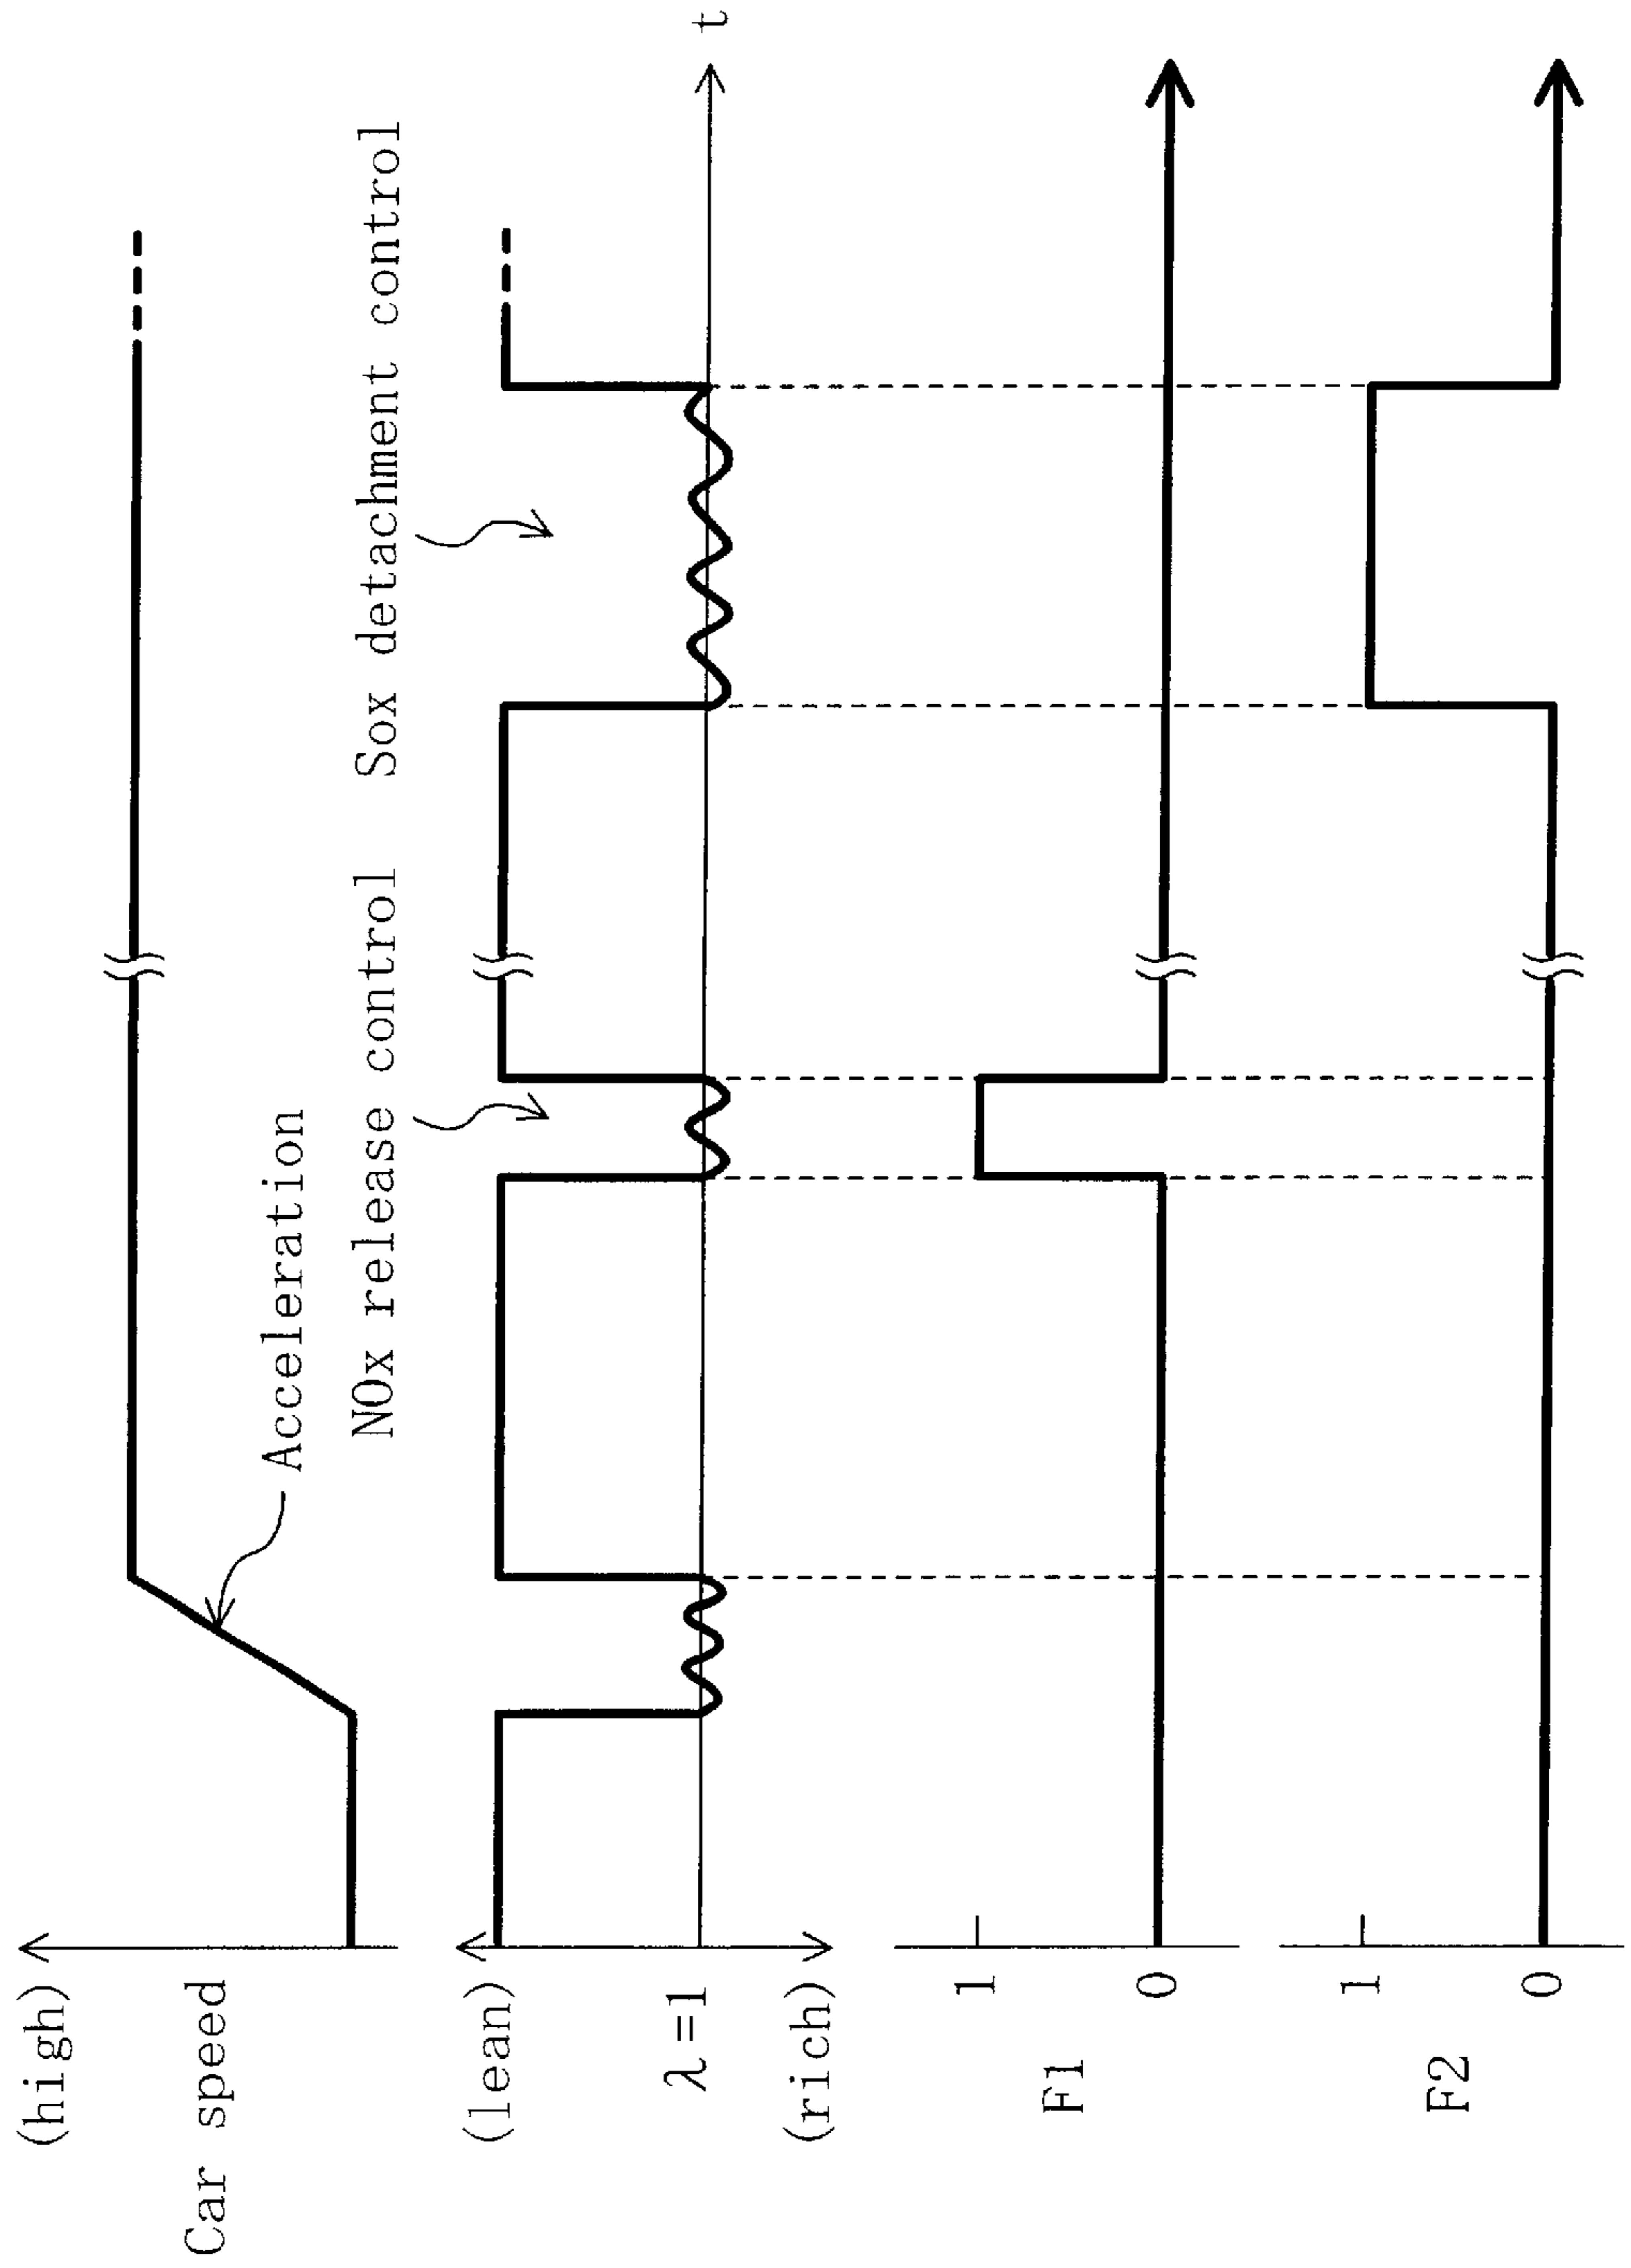 (high)
Car speed
Acceleration
(lean)
λ=1
(rich)
NOx release control
Sox detachment control
t
1
F1
0
1
F2
0